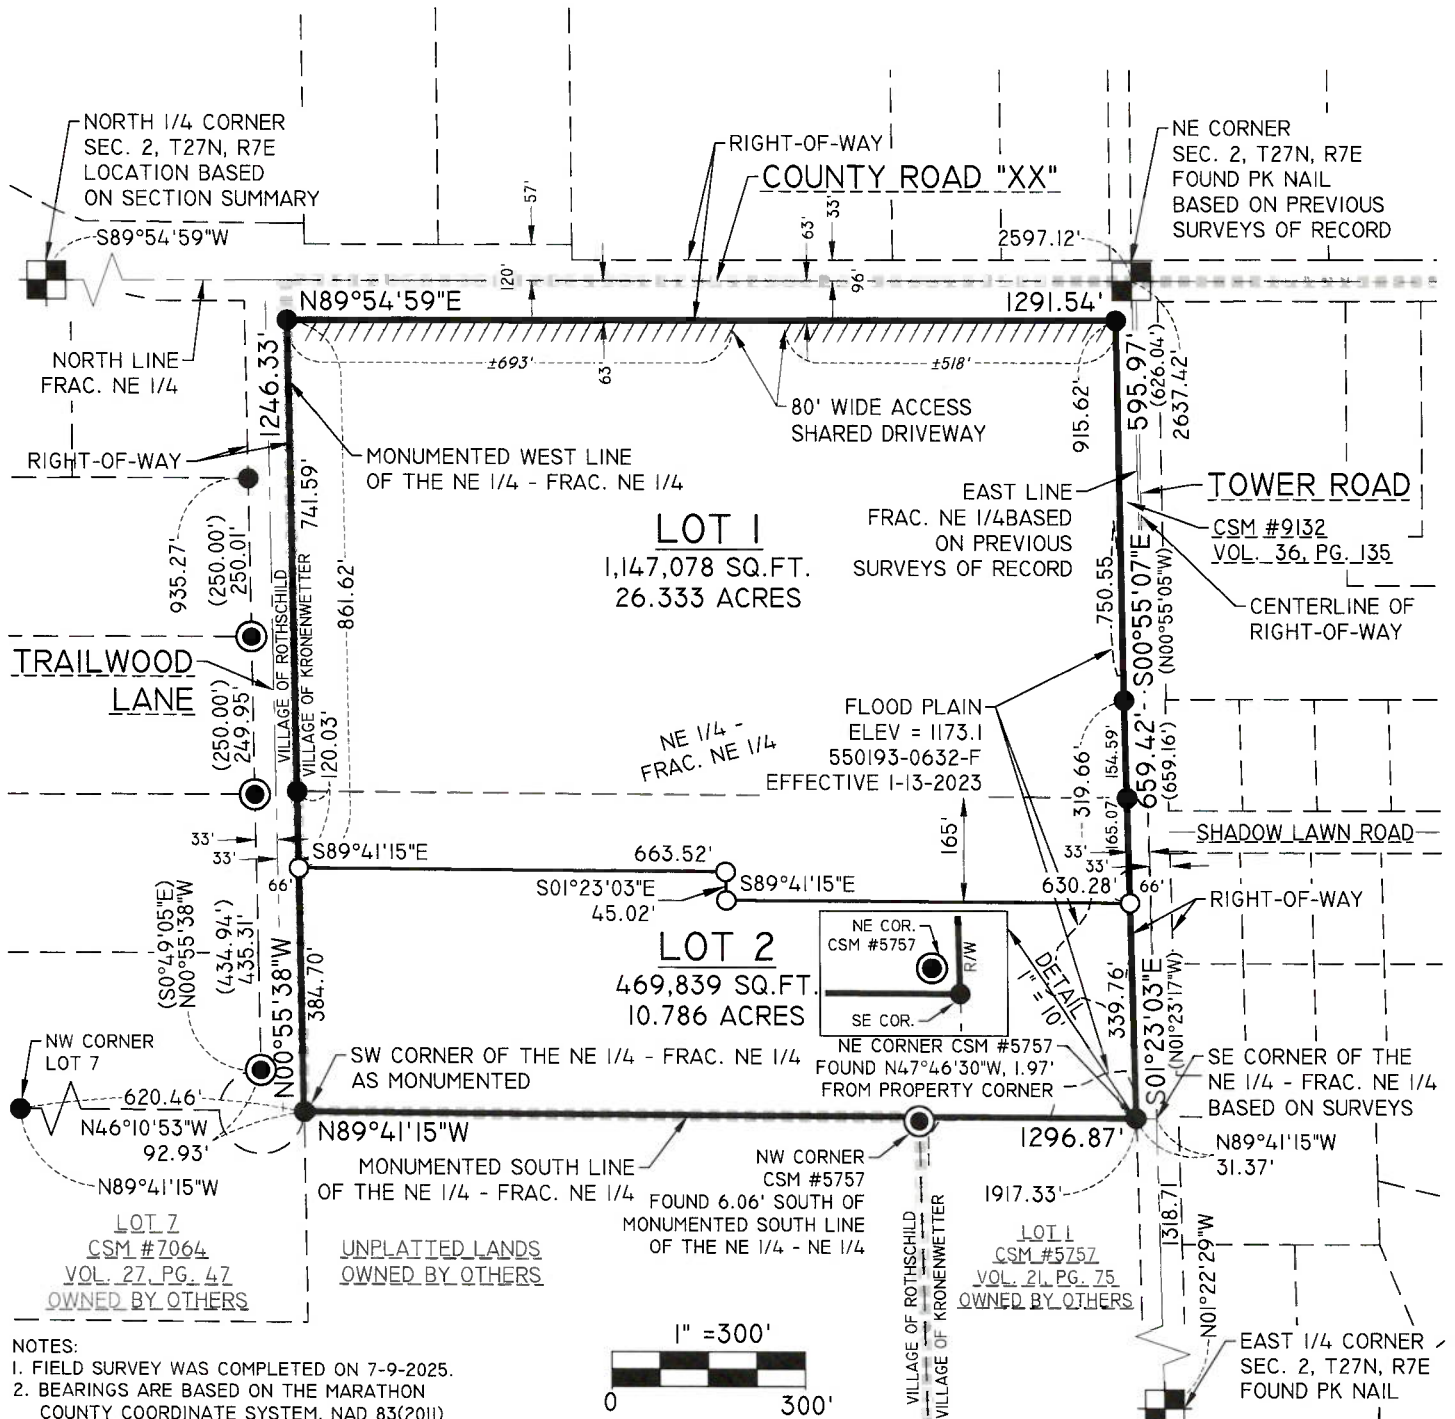 NORTH 1/4 CORNER
SEC. 2, T27N, R7E
LOCATION BASED
ON SECTION SUMMARY
S89°54'59"W
57'
RIGHT-OF-WAY
COUNTY ROAD "XX"
NE CORNER
SEC. 2, T27N, R7E
FOUND PK NAIL
BASED ON PREVIOUS
SURVEYS OF RECORD
33'
63'
2597.12'
120'
96'
N89°54'59"E
1291.54'
NORTH LINE
FRAC. NE 1/4
1246.33'
±693'
63'
±518'
80' WIDE ACCESS
SHARED DRIVEWAY
915.62'
595.97'
(626.04')
2637.42'
RIGHT-OF-WAY
MONUMENTED WEST LINE
OF THE NE 1/4 - FRAC. NE 1/4
741.59'
861.62'
EAST LINE
FRAC. NE 1/4BASED
ON PREVIOUS
SURVEYS OF RECORD
TOWER ROAD
CSM #9132
VOL. 36, PG. 135
935.27'
(250.00')
250.01'
LOT 1
1,147,078 SQ.FT.
26.333 ACRES
750.55
S00°55'07"E
(N00°55'05"W)
CENTERLINE OF
RIGHT-OF-WAY
TRAILWOOD
LANE
VILLAGE OF ROTHSCHILD
VILLAGE OF KRONENWETTER
(250.00')
249.95'
120.03'
NE 1/4 -
FRAC. NE 1/4
FLOOD PLAIN
ELEV = 1173.1
550193-0632-F
EFFECTIVE 1-13-2023
319.66'
154.59'
659.42'
(659.16')
165'
165.07'
SHADOW LAWN ROAD
33'
33'
66'
33'
33'
66'
S89°41'15"E
663.52'
S01°23'03"E
45.02'
S89°41'15"E
630.28'
RIGHT-OF-WAY
(S0°49'05"E)
N00°55'38"W
(434.94')
435.31'
N00°55'38"W
384.70'
LOT 2
469,839 SQ.FT.
10.786 ACRES
NE COR.
CSM #5757
R/W
SE COR.
DETAIL
1" = 10'
339.76'
S01°23'03"E
(N01°23'17"W)
NW CORNER
LOT 7
SW CORNER OF THE NE 1/4 - FRAC. NE 1/4
AS MONUMENTED
NE CORNER CSM #5757
FOUND N47°46'30"W, 1.97'
FROM PROPERTY CORNER
SE CORNER OF THE
NE 1/4 - FRAC. NE 1/4
BASED ON SURVEYS
620.46'
N46°10'53"W
92.93'
N89°41'15"W
N89°41'15"W
1296.87'
N89°41'15"W
31.37'
MONUMENTED SOUTH LINE
OF THE NE 1/4 - FRAC. NE 1/4
NW CORNER
CSM #5757
FOUND 6.06' SOUTH OF
MONUMENTED SOUTH LINE
OF THE NE 1/4 - NE 1/4
1917.33'
1318.71
N01°22'29"W
LOT 7
CSM #7064
VOL. 27, PG. 47
OWNED BY OTHERS
UNPLATTED LANDS
OWNED BY OTHERS
VILLAGE OF ROTHSCHILD
VILLAGE OF KRONENWETTER
LOT 1
CSM #5757
VOL. 21, PG. 75
OWNED BY OTHERS
NOTES:
1. FIELD SURVEY WAS COMPLETED ON 7-9-2025.
2. BEARINGS ARE BASED ON THE MARATHON
COUNTY COORDINATE SYSTEM, NAD 83(2011)
1" =300'
0
300'
EAST 1/4 CORNER
SEC. 2, T27N, R7E
FOUND PK NAIL